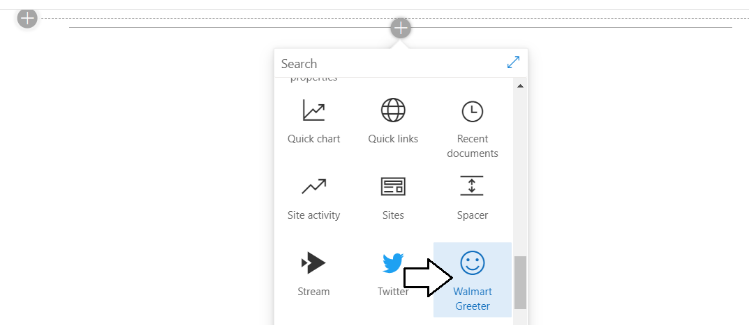 Search
properties
Quick chart
Quick links
Recent
documents
Site activity
Sites
Spacer
Stream
Twitter
Walmart
Greeter